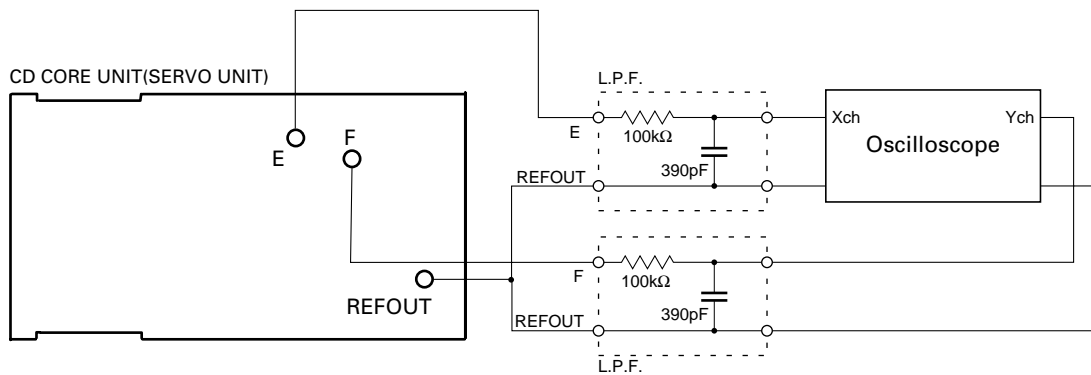 CD CORE UNIT(SERVO UNIT)
E
F
REFOUT
L.P.F.
E
100kΩ
390pF
REFOUT
Xch
Ych
Oscilloscope
F
100kΩ
390pF
REFOUT
L.P.F.